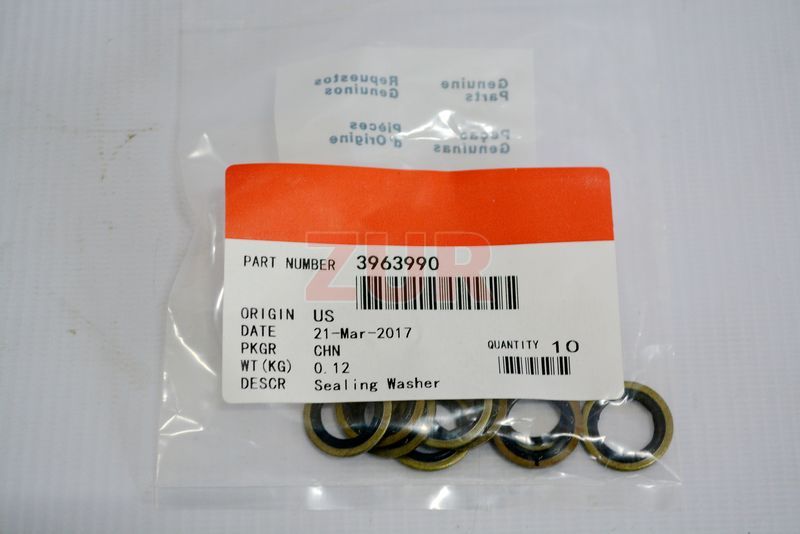 Repuestos Genuinos
Genuine Parts
Pièces d'Origine
Peças Genuinas
ZUR
PART NUMBER 3963990
ORIGIN US
DATE 21-Mar-2017
PKGR CHN
QUANTITY 10
WT(KG) 0.12
DESCR Sealing Washer